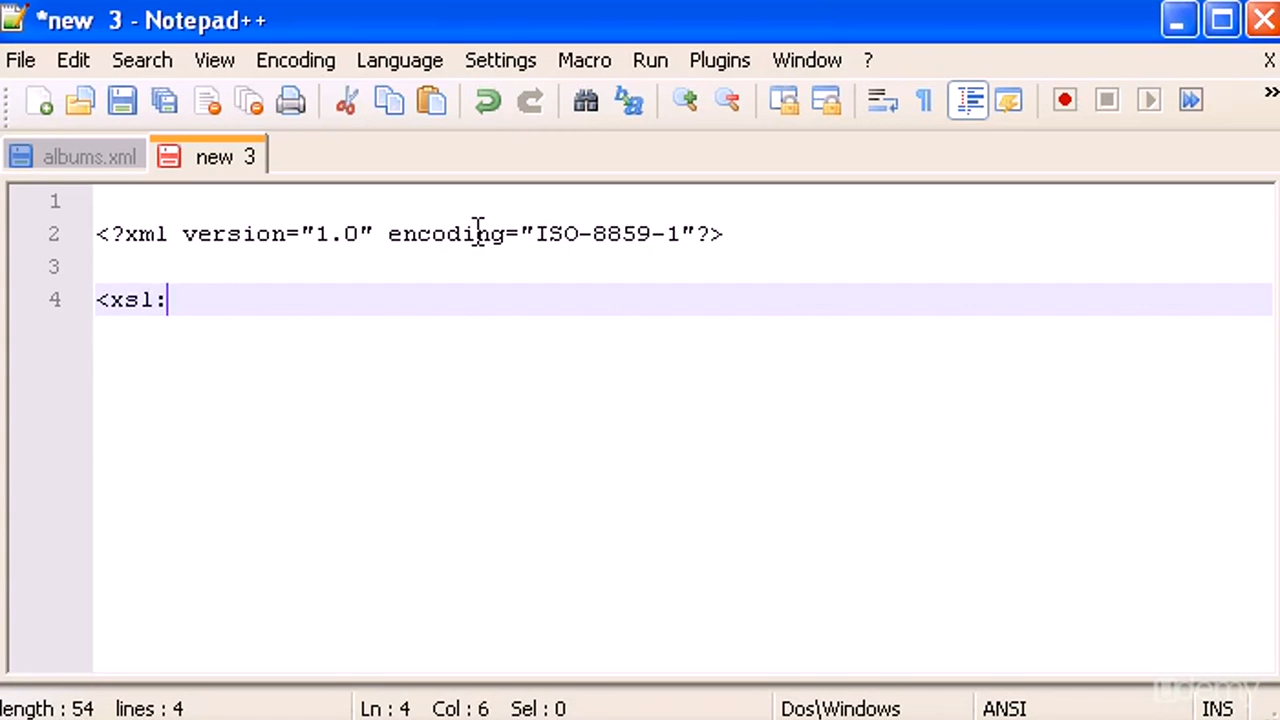 *new 3 - Notepad++
File Edit Search View Encoding Language Settings Macro Run Plugins Window ? X
albums.xml new 3
1
2 <?xml version="1.0" encoding="ISO-8859-1"?>
3
4 <xsl:
length : 54 lines : 4 Ln : 4 Col : 6 Sel : 0 Dos\Windows ANSI INS
udemy